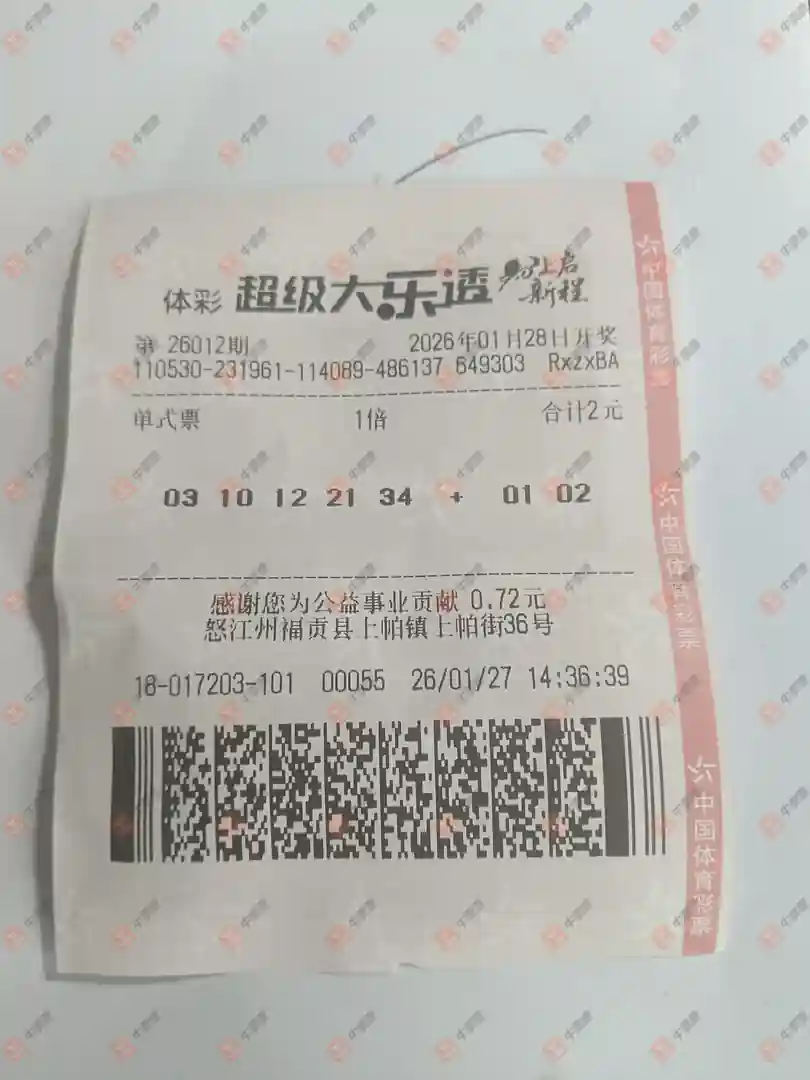 体彩 超级大乐透 马上启
新程
第 26012期 2026年01月28日开奖
110530-231961-114089-486137 649303 RxzxBA
单式票 1倍 合计2元
03 10 12 21 34 + 01 02
感谢您为公益事业贡献 0.72元
怒江州福贡县上帕镇上帕街36号
18-017203-101 00055 26/01/27 14:36:39
中国体育彩票
中国体育彩票
中国体育彩票